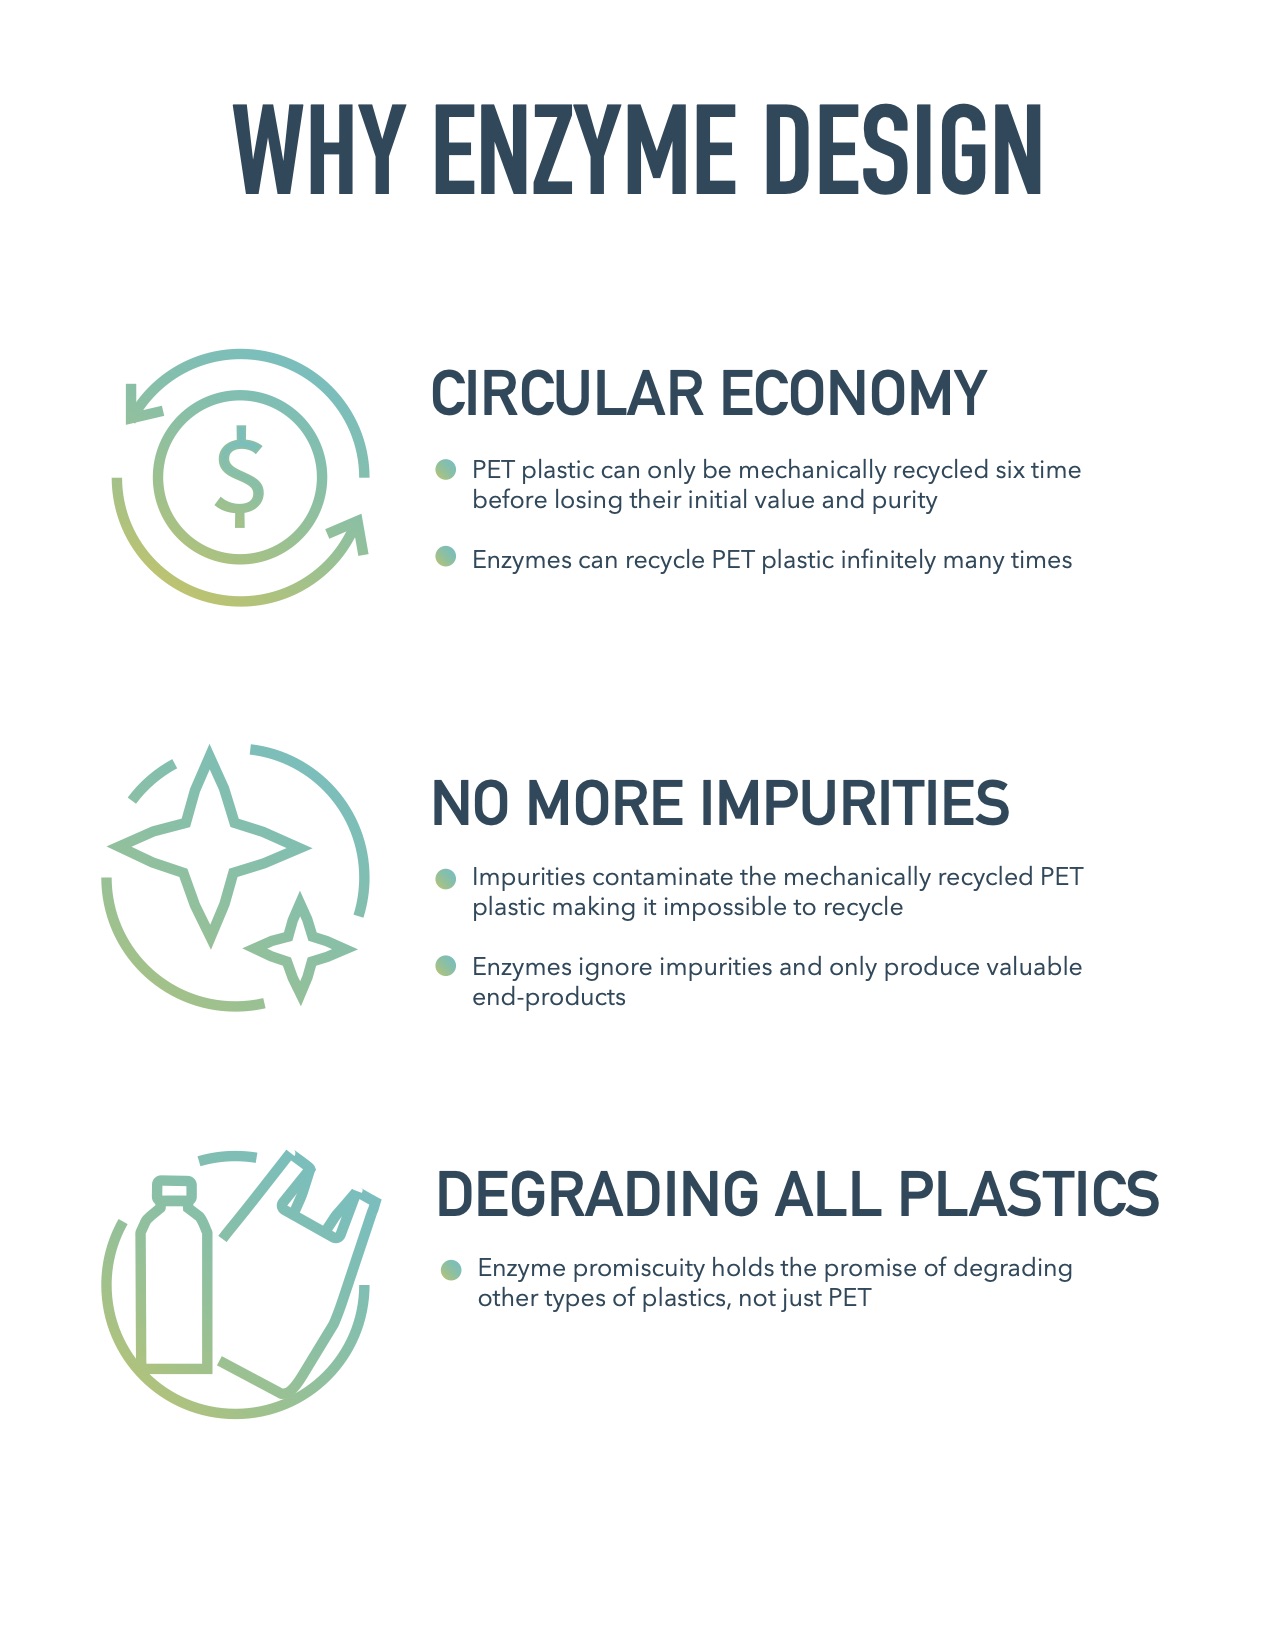 WHY ENZYME DESIGN
$
CIRCULAR ECONOMY
PET plastic can only be mechanically recycled six time
before losing their initial value and purity
Enzymes can recycle PET plastic infinitely many times
NO MORE IMPURITIES
Impurities contaminate the mechanically recycled PET
plastic making it impossible to recycle
Enzymes ignore impurities and only produce valuable
end-products
DEGRADING ALL PLASTICS
Enzyme promiscuity holds the promise of degrading
other types of plastics, not just PET